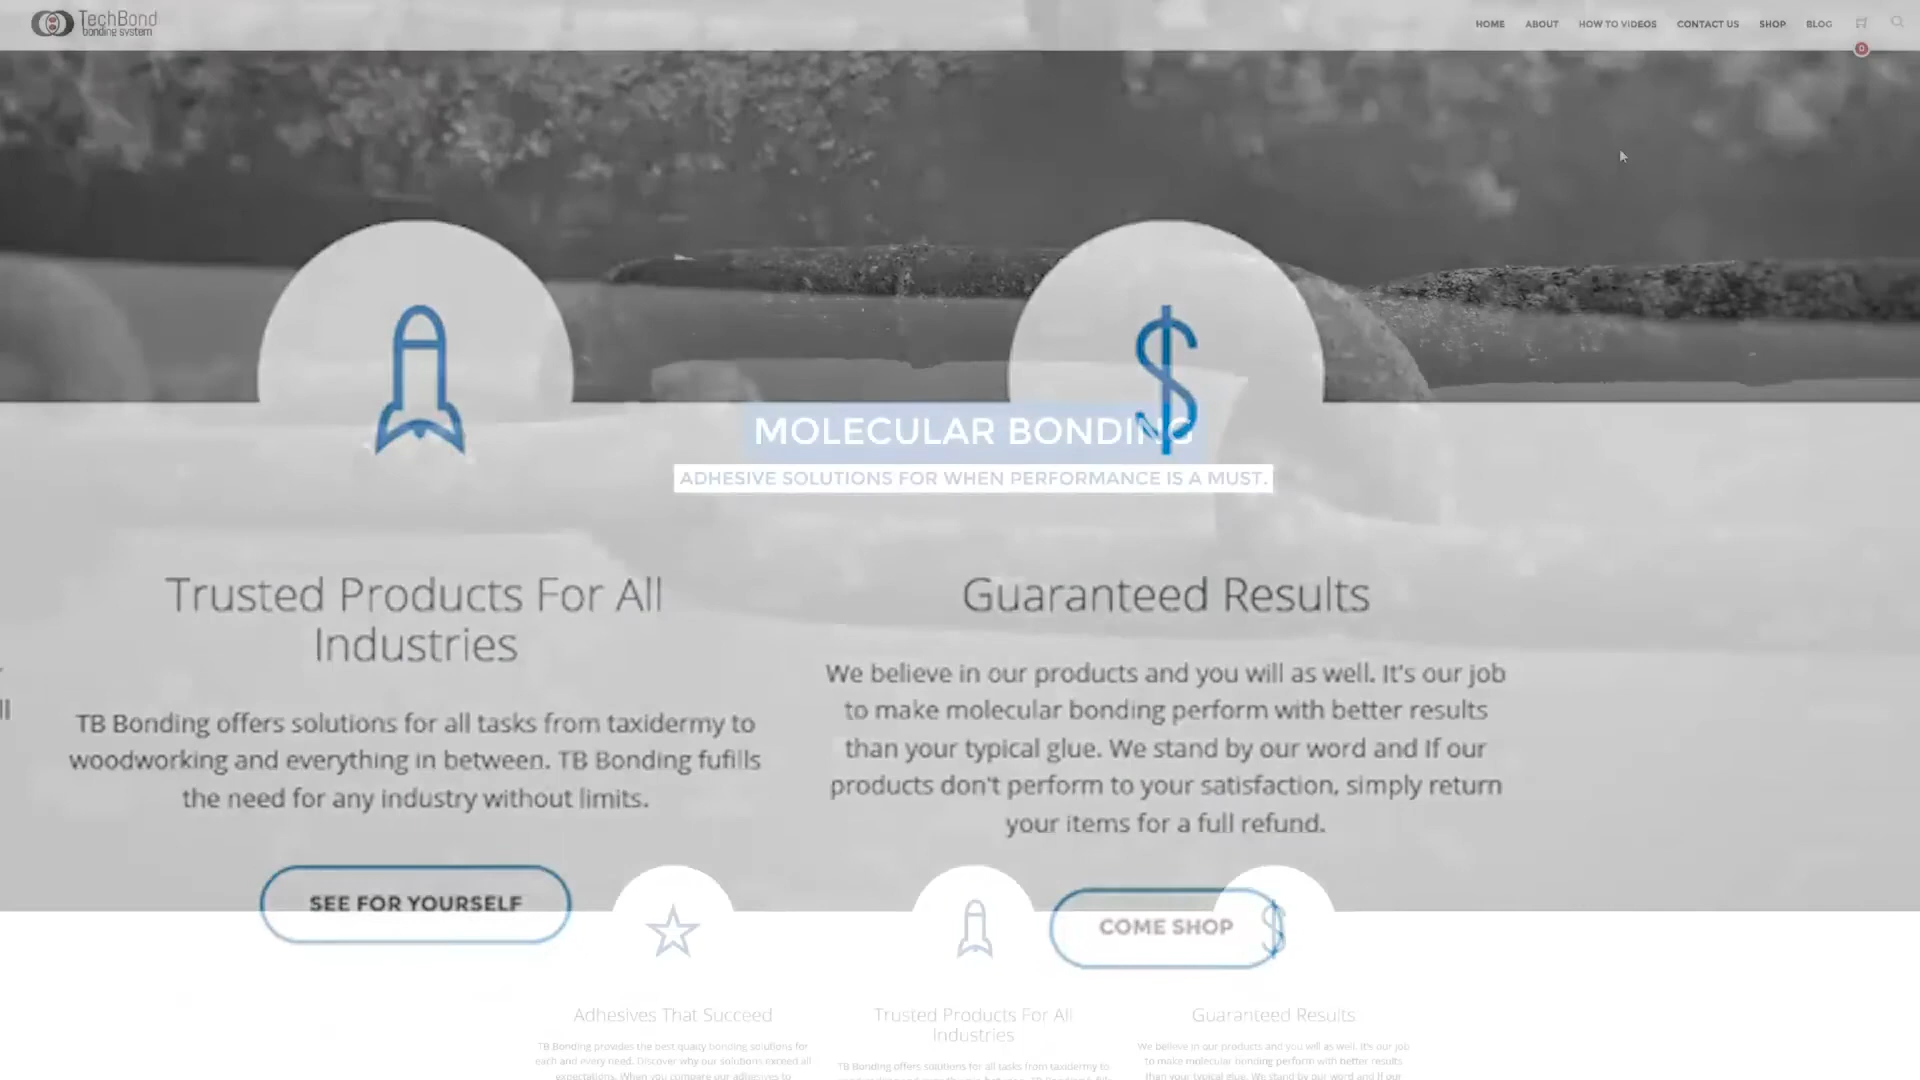 TechBond
bonding system
HOME ABOUT HOW TO VIDEOS CONTACT US SHOP BLOG
0
MOLECULAR BONDING
ADHESIVE SOLUTIONS FOR WHEN PERFORMANCE IS A MUST.
Trusted Products For All
Industries
TB Bonding offers solutions for all tasks from taxidermy to
woodworking and everything in between. TB Bonding fufills
the need for any industry without limits.
SEE FOR YOURSELF
Guaranteed Results
We believe in our products and you will as well. It's our job
to make molecular bonding perform with better results
than your typical glue. We stand by our word and If our
products don't perform to your satisfaction, simply return
your items for a full refund.
COME SHOP
Adhesives That Succeed
TB Bonding provides the best quality bonding solutions for
each and every need. Discover why our solutions exceed all
expectations. When you compare our adhesives to
Trusted Products For All
Industries
TB Bonding offers solutions for all tasks from taxidermy to
Guaranteed Results
We believe in our products and you will as well. It's our job
to make molecular bonding perform with better results
than your typical glue. We stand by our word and If our